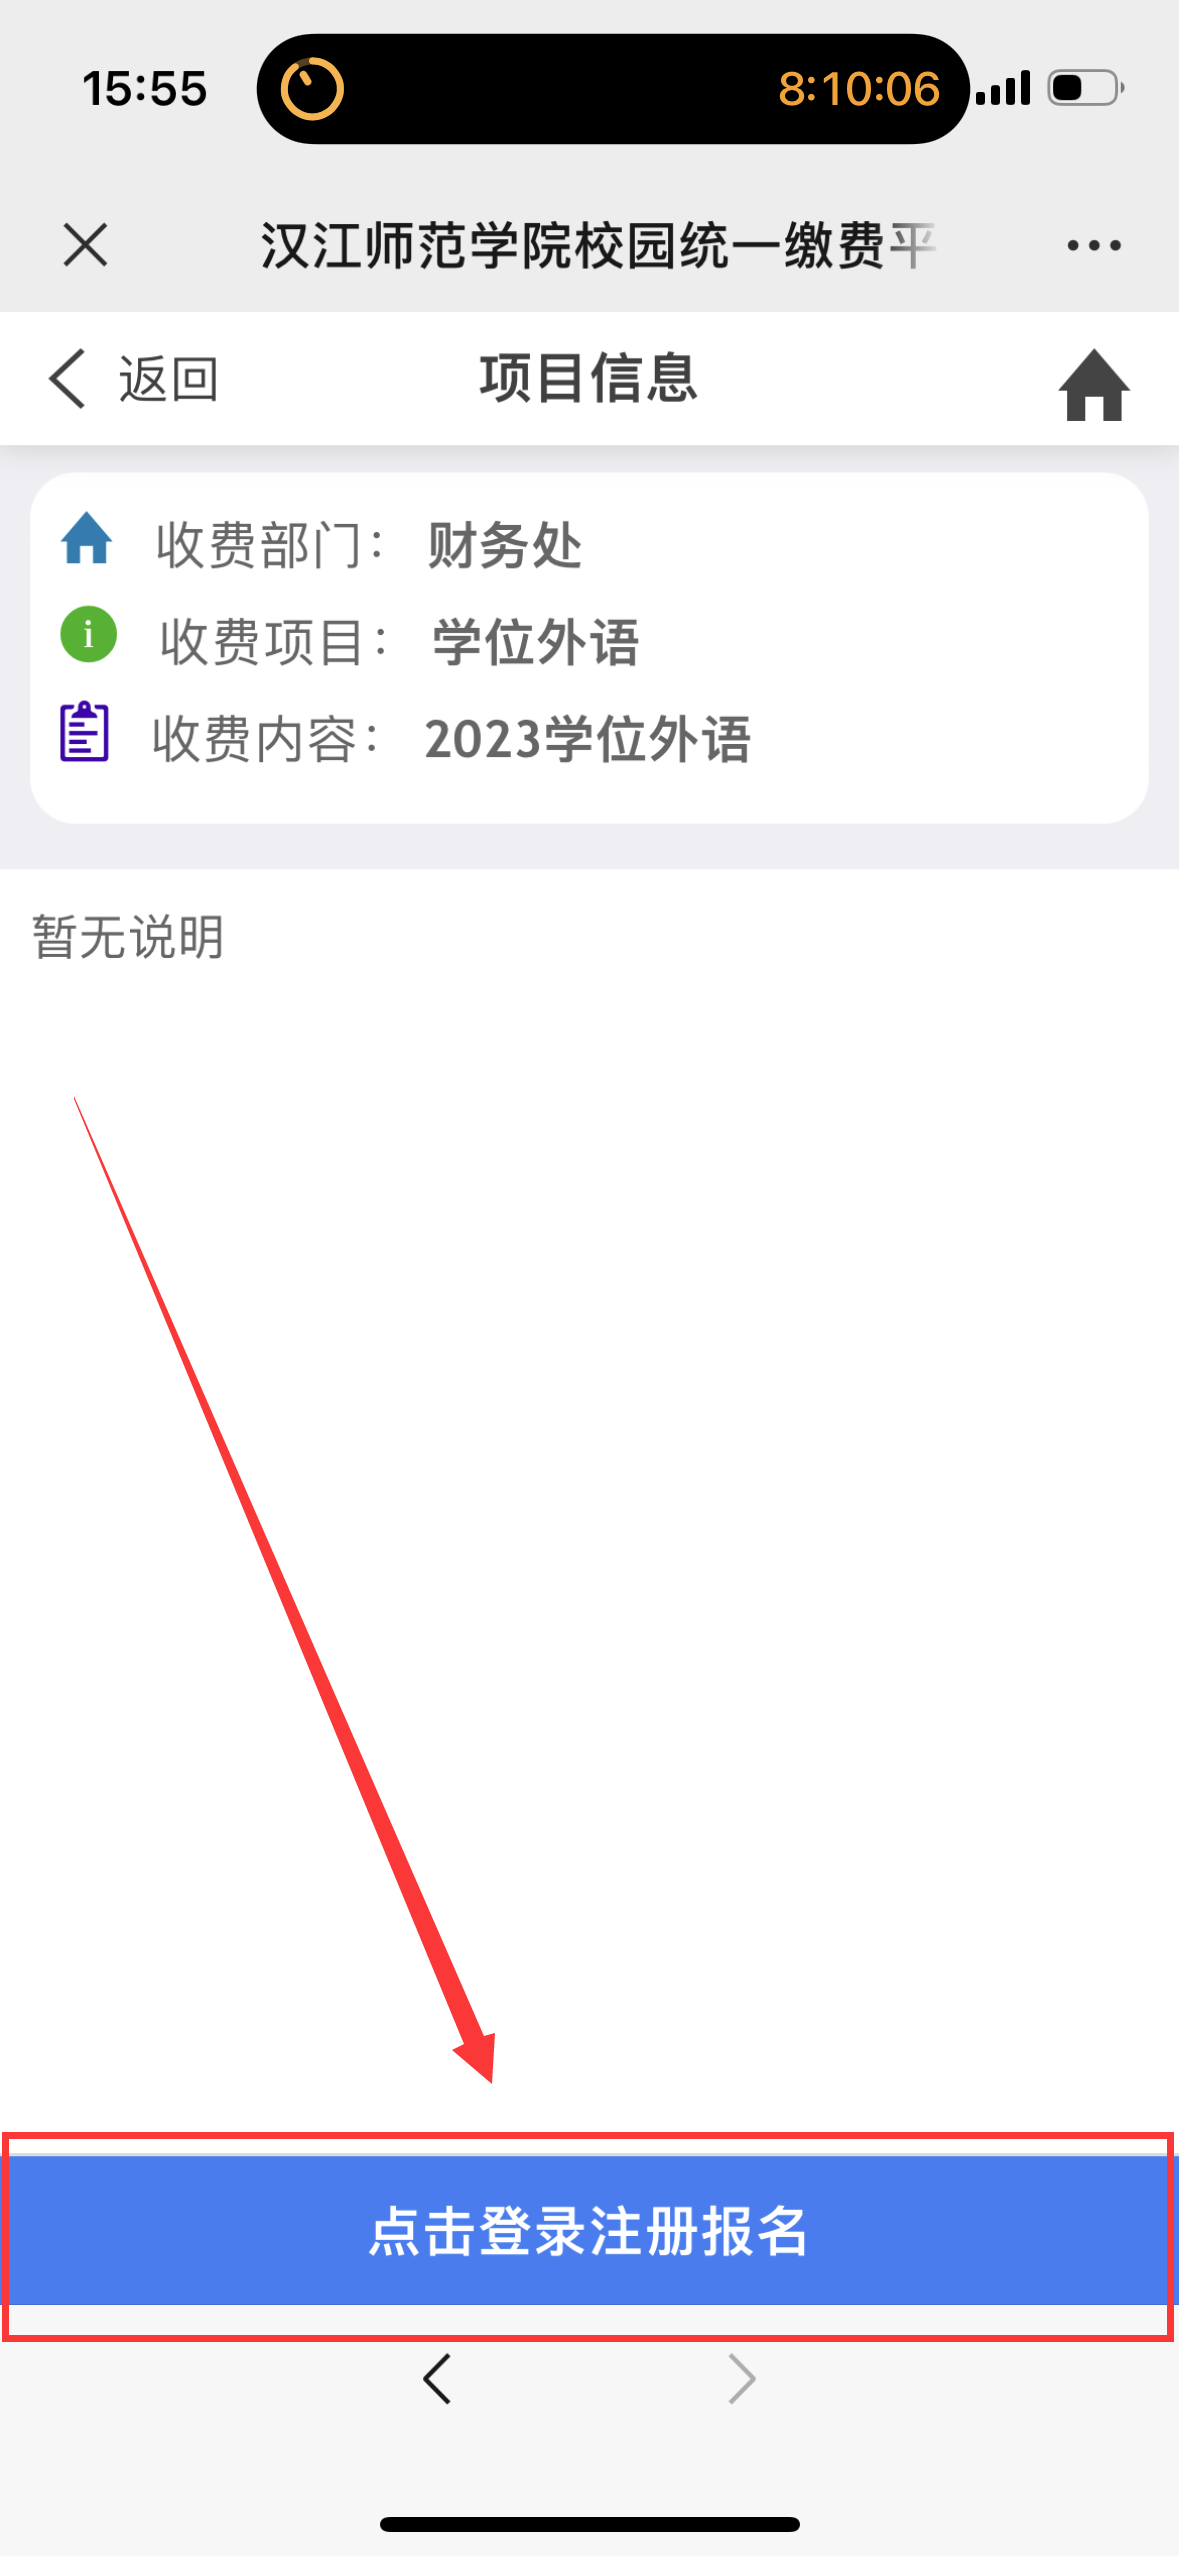 15:55
8:10:06
汉江师范学院校园统一缴费平
返回
项目信息
收费部门： 财务处
收费项目： 学位外语
收费内容： 2023学位外语
暂无说明
点击登录注册报名